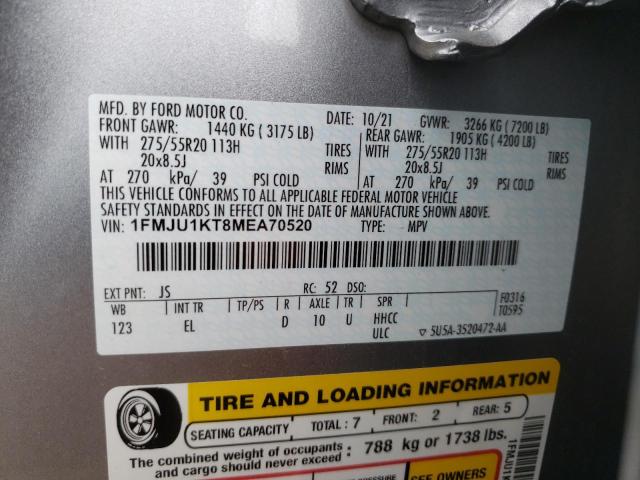 MFD. BY FORD MOTOR CO.
DATE: 10/21 GVWR: 3266 KG ( 7200 LB)
FRONT GAWR: 1440 KG ( 3175 LB)
REAR GAWR: 1905 KG ( 4200 LB)
WITH 275/55R20 113H TIRES
WITH 275/55R20 113H TIRES
20x8.5J RIMS
20x8.5J RIMS
AT 270 kPa/ 39 PSI COLD
AT 270 kPa/ 39 PSI COLD
THIS VEHICLE CONFORMS TO ALL APPLICABLE FEDERAL MOTOR VEHICLE
SAFETY STANDARDS IN EFFECT ON THE DATE OF MANUFACTURE SHOWN ABOVE.
VIN: 1FMJU1KT8MEA70520 TYPE: MPV
EXT PNT: JS RC: 52 DSO:
F0316
T0595
WB INT TR TP/PS R AXLE TR SPR
123 EL D 10 U HHCC
ULC ▽ 5U5A-3520472-AA
TIRE AND LOADING INFORMATION
SEATING CAPACITY TOTAL : 7 FRONT: 2 REAR: 5
The combined weight of occupants
and cargo should never exceed : 788 kg or 1738 lbs.
SEE OWNERS
1FMJU1K